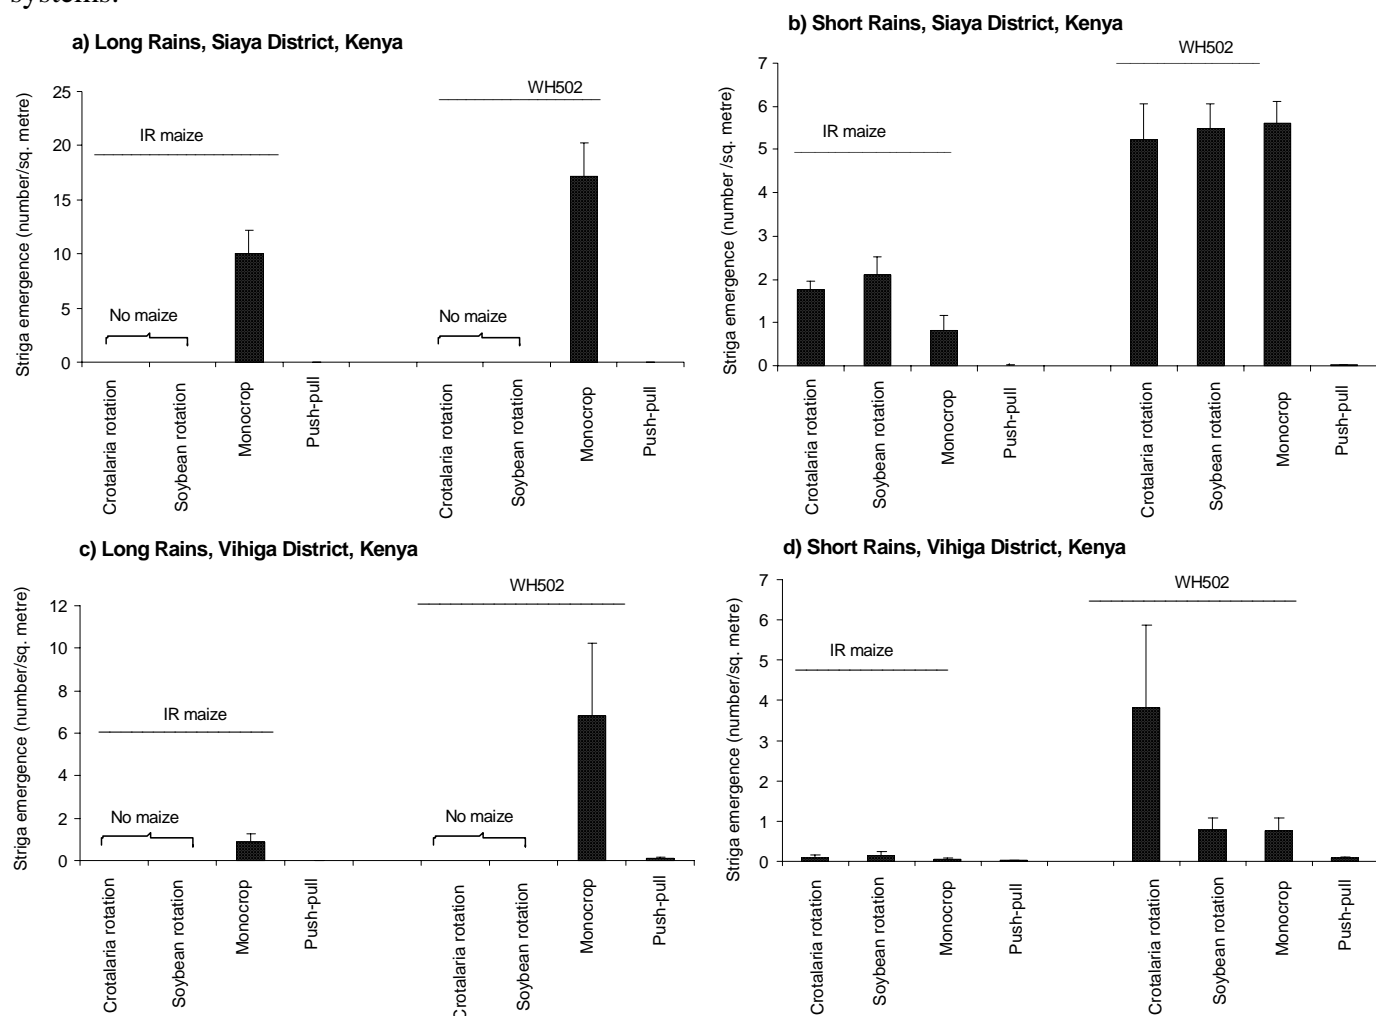 systems.
a) Long Rains, Siaya District, Kenya
Striga emergence (number/sq. metre)
25
20
15
10
5
0
IR maize
WH502
No maize
No maize
Crotalaria rotation
Soybean rotation
Monocrop
Push-pull
Crotalaria rotation
Soybean rotation
Monocrop
Push-pull
b) Short Rains, Siaya District, Kenya
Striga emergence (number /sq. metre)
7
6
5
4
3
2
1
0
IR maize
WH502
Crotalaria rotation
Soybean rotation
Monocrop
Push-pull
Crotalaria rotation
Soybean rotation
Monocrop
Push-pull
c) Long Rains, Vihiga District, Kenya
Striga emergence (number/sq. metre)
12
10
8
6
4
2
0
IR maize
WH502
No maize
No maize
Crotalaria rotation
Soybean rotation
Monocrop
Push-pull
Crotalaria rotation
Soybean rotation
Monocrop
Push-pull
d) Short Rains, Vihiga District, Kenya
Striga emergence (number/sq. metre)
7
6
5
4
3
2
1
0
IR maize
WH502
Crotalaria rotation
Soybean rotation
Monocrop
Push-pull
Crotalaria rotation
Soybean rotation
Monocrop
Push-pull